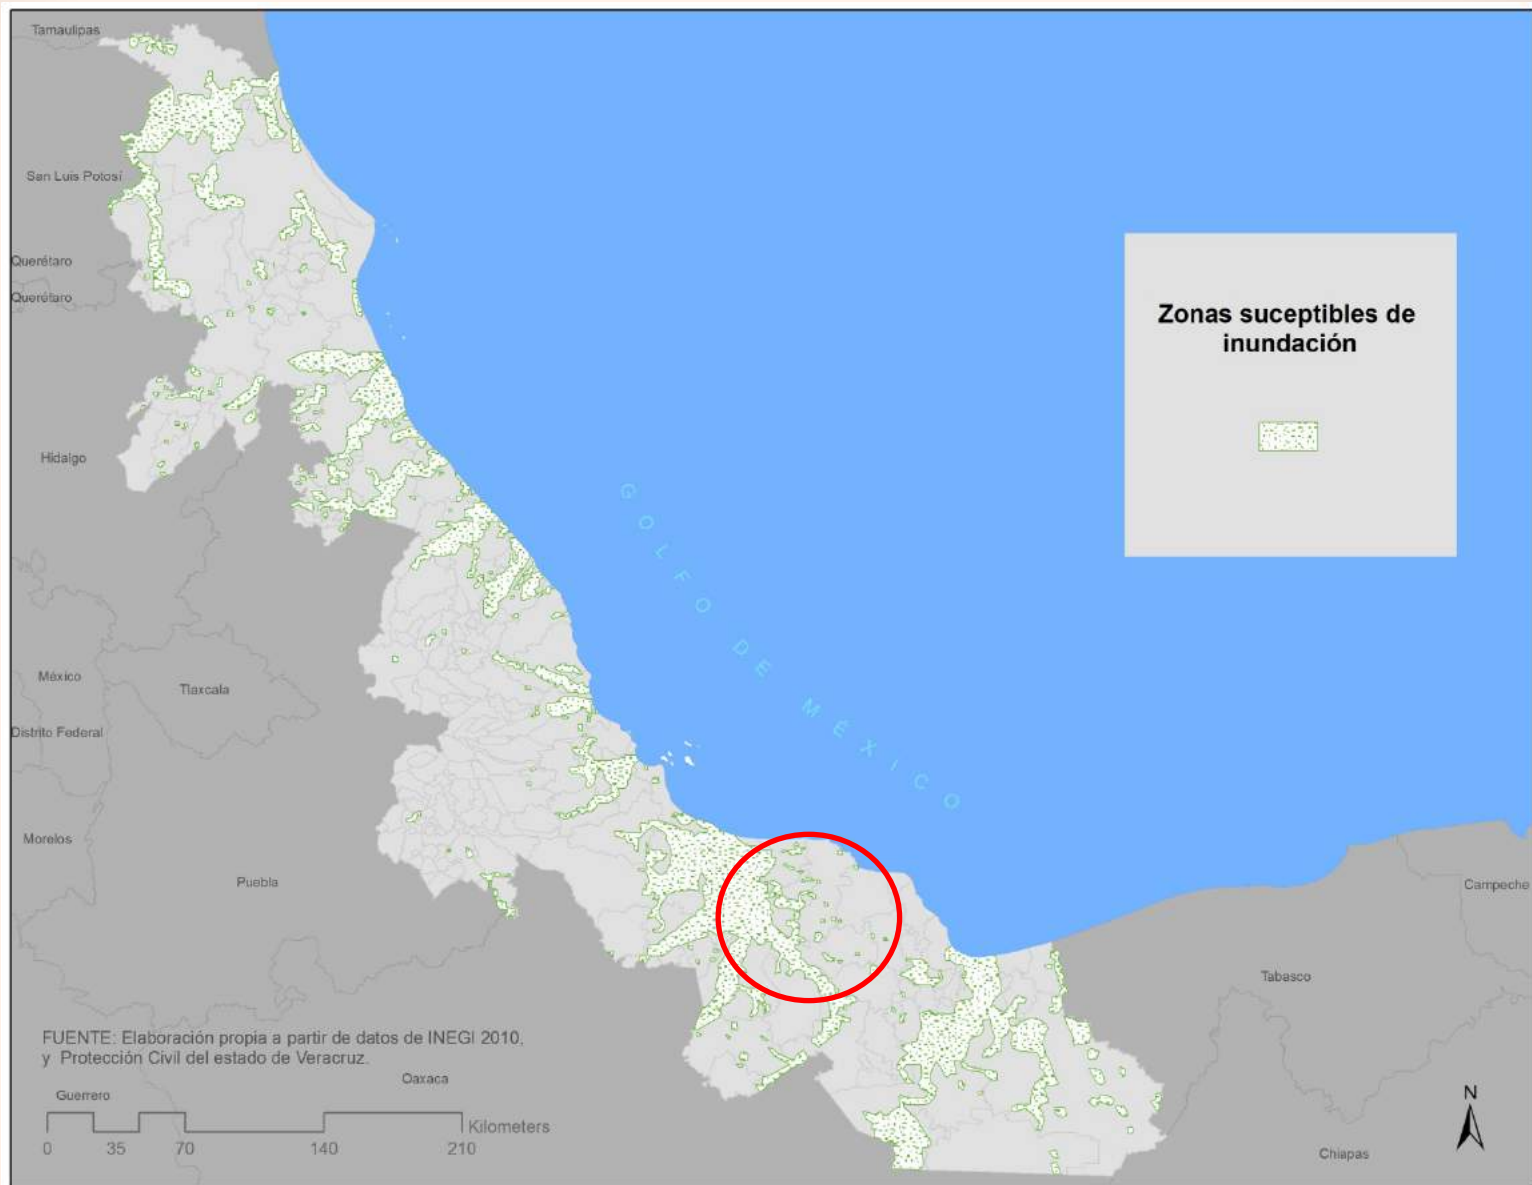 Tamaulipas
San Luis Potosí
Querétaro
Querétaro
Zonas suceptibles de
inundación
Hidalgo
GOLFO DE MÉXICO
México
Tlaxcala
Distrito Federal
Morelos
Puebla
Campeche
Tabasco
FUENTE: Elaboración propia a partir de datos de INEGI 2010,
y Protección Civil del estado de Veracruz.
Oaxaca
Guerrero
Kilometers
0 35 70 140 210
N
Chiapas